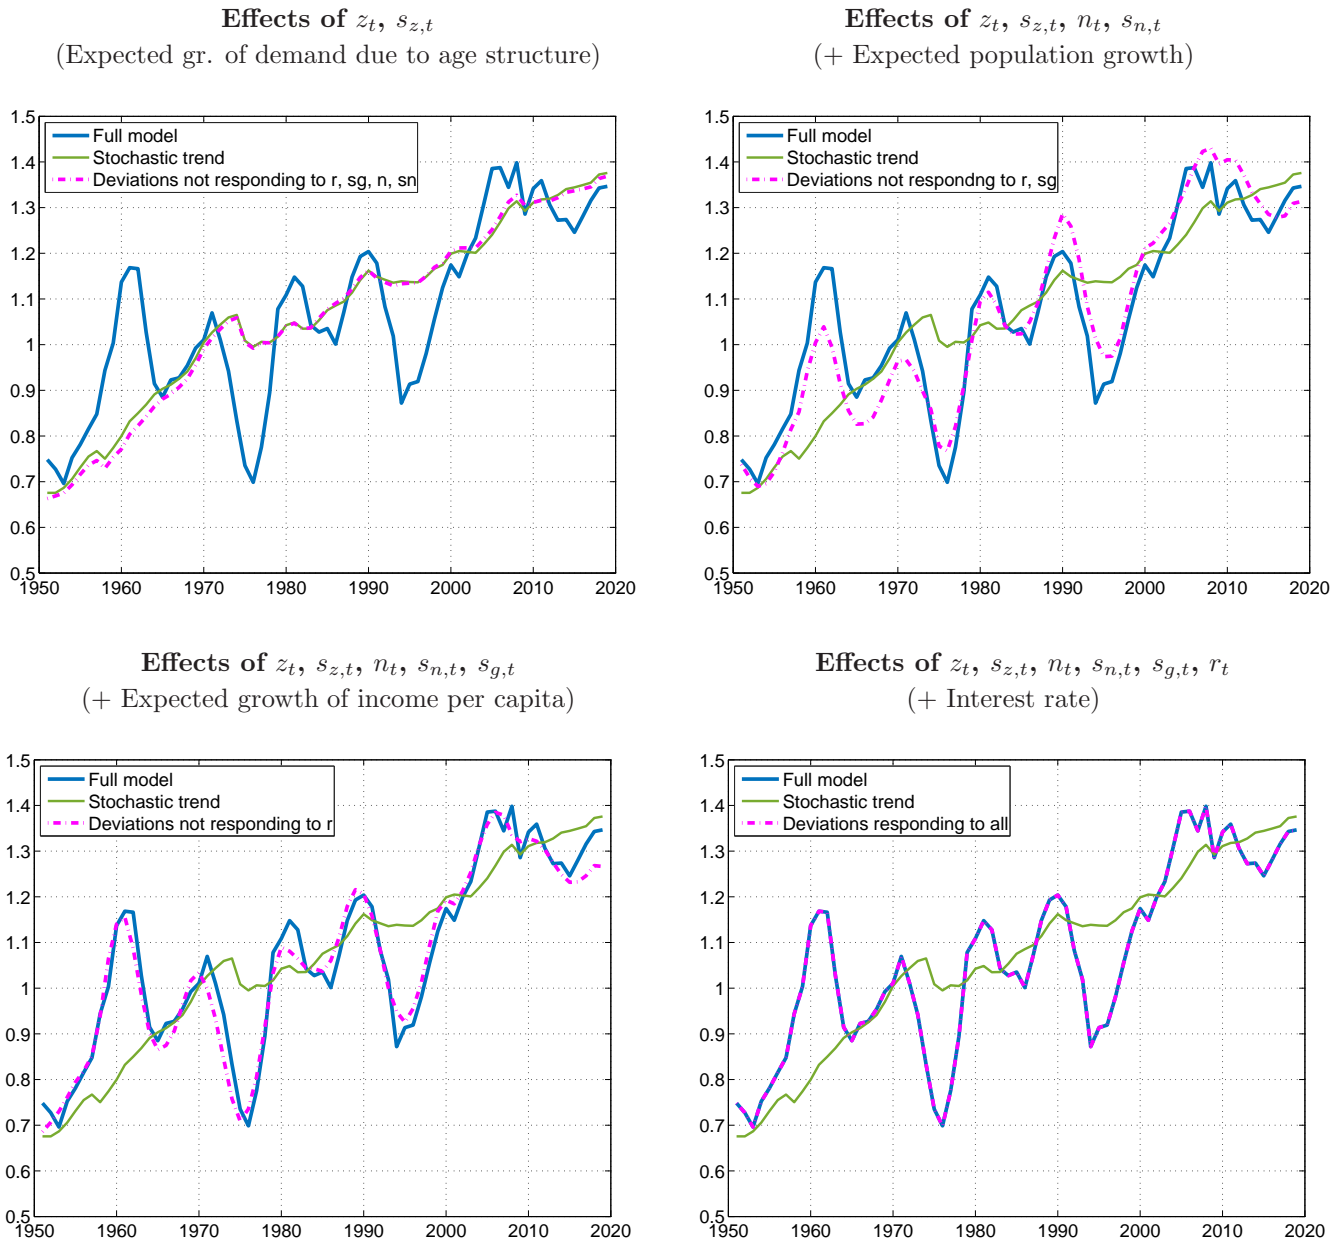 Effects of z_t, s_{z,t}
(Expected gr. of demand due to age structure)
1.5
1.4
1.3
1.2
1.1
1
0.9
0.8
0.7
0.6
0.5
1950 1960 1970 1980 1990 2000 2010 2020
Full model
Stochastic trend
Deviations not responding to r, sg, n, sn
Effects of z_t, s_{z,t}, n_t, s_{n,t}
(+ Expected population growth)
1.5
1.4
1.3
1.2
1.1
1
0.9
0.8
0.7
0.6
0.5
1950 1960 1970 1980 1990 2000 2010 2020
Full model
Stochastic trend
Deviations not respondng to r, sg
Effects of z_t, s_{z,t}, n_t, s_{n,t}, s_{g,t}
(+ Expected growth of income per capita)
1.5
1.4
1.3
1.2
1.1
1
0.9
0.8
0.7
0.6
0.5
1950 1960 1970 1980 1990 2000 2010 2020
Full model
Stochastic trend
Deviations not responding to r
Effects of z_t, s_{z,t}, n_t, s_{n,t}, s_{g,t}, r_t
(+ Interest rate)
1.5
1.4
1.3
1.2
1.1
1
0.9
0.8
0.7
0.6
0.5
1950 1960 1970 1980 1990 2000 2010 2020
Full model
Stochastic trend
Deviations responding to all